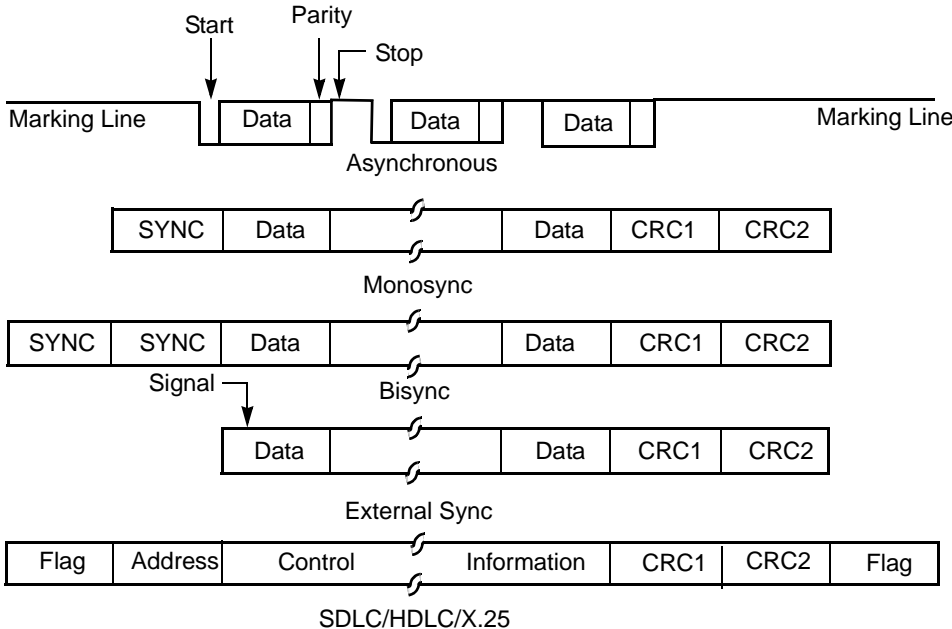 Start
Parity
Stop
Marking Line Data Data Data Marking Line
Asynchronous
SYNC Data Data CRC1 CRC2
Monosync
SYNC SYNC Data Data CRC1 CRC2
Signal
Bisync
Data Data CRC1 CRC2
External Sync
Flag Address Control Information CRC1 CRC2 Flag
SDLC/HDLC/X.25